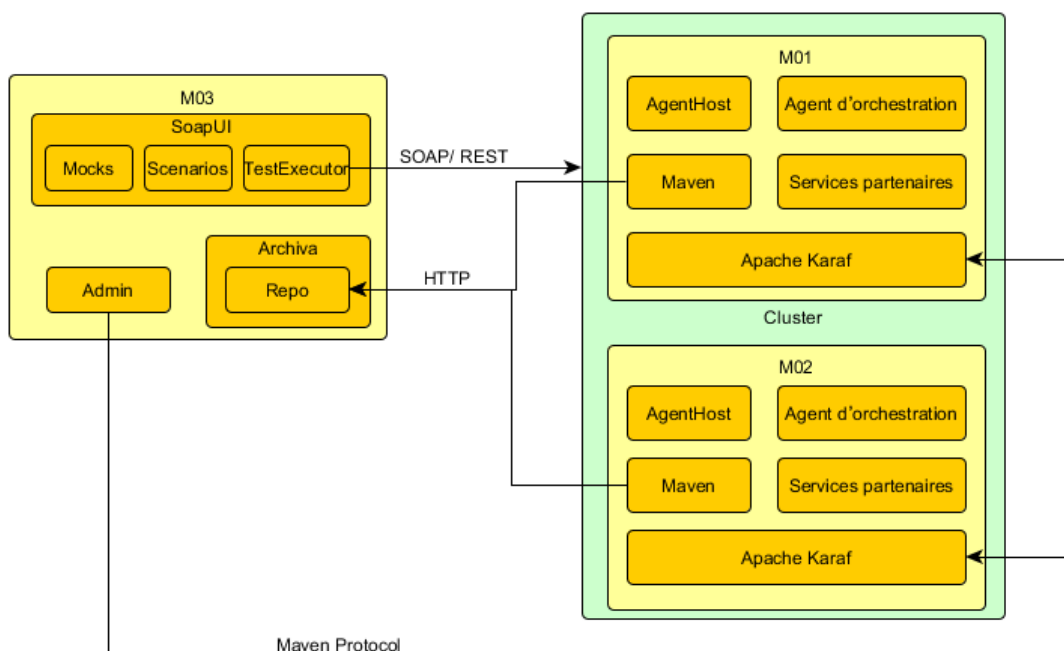 M03
SoapUI
Mocks
Scenarios
TestExecutor
Archiva
Repo
Admin
SOAP/ REST
HTTP
Maven Protocol
M01
AgentHost
Agent d'orchestration
Maven
Services partenaires
Apache Karaf
Cluster
M02
AgentHost
Agent d'orchestration
Maven
Services partenaires
Apache Karaf